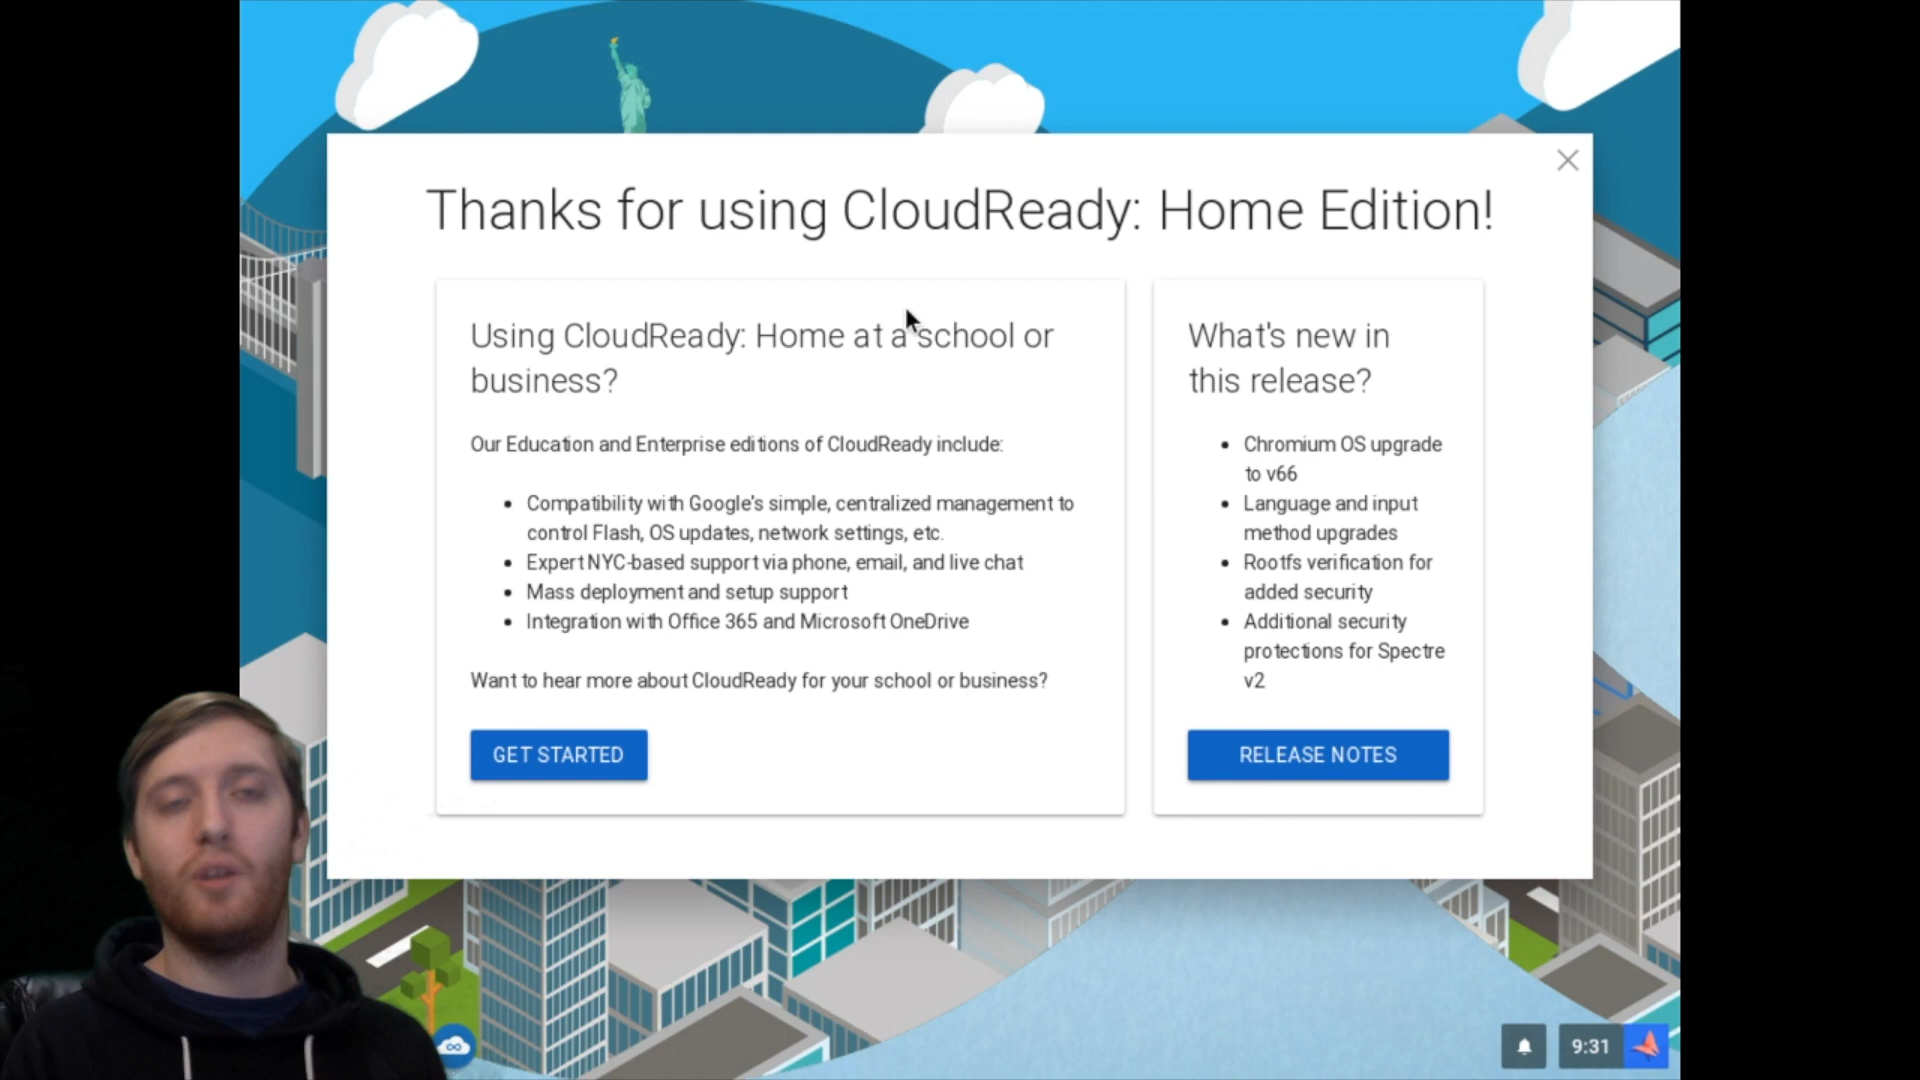 Thanks for using CloudReady: Home Edition!
Using CloudReady: Home at a school or
business?
Our Education and Enterprise editions of CloudReady include:
• Compatibility with Google's simple, centralized management to
control Flash, OS updates, network settings, etc.
• Expert NYC-based support via phone, email, and live chat
• Mass deployment and setup support
• Integration with Office 365 and Microsoft OneDrive
Want to hear more about CloudReady for your school or business?
GET STARTED
What's new in
this release?
• Chromium OS upgrade
to v66
• Language and input
method upgrades
• Rootfs verification for
added security
• Additional security
protections for Spectre
v2
RELEASE NOTES
9:31